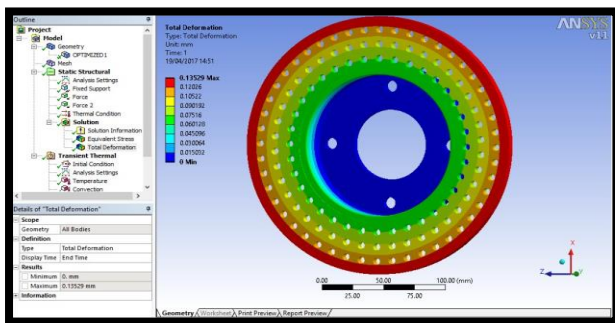 Outline
Project
Model
Geometry
OPTIMIZED1
Mesh
Static Structural
Analysis Settings
Fixed Support
Force
Force 2
Thermal Condition
Solution
Solution Information
Equivalent Stress
Total Deformation
Transient Thermal
Initial Condition
Analysis Settings
Temperature
Convection
Details of "Total Deformation"
Scope
Geometry All Bodies
Definition
Type Total Deformation
Display Time End Time
Results
Minimum 0. mm
Maximum 0.13529 mm
Information
Total Deformation
Type: Total Deformation
Unit: mm
Time: 1
19/04/2017 14:51
0.13529 Max
0.12026
0.10522
0.090192
0.07516
0.060128
0.045096
0.030064
0.015032
0 Min
ANSYS
v11
0.00 50.00 100.00 (mm)
25.00 75.00
X
Z
Geometry Worksheet Print Preview Report Preview